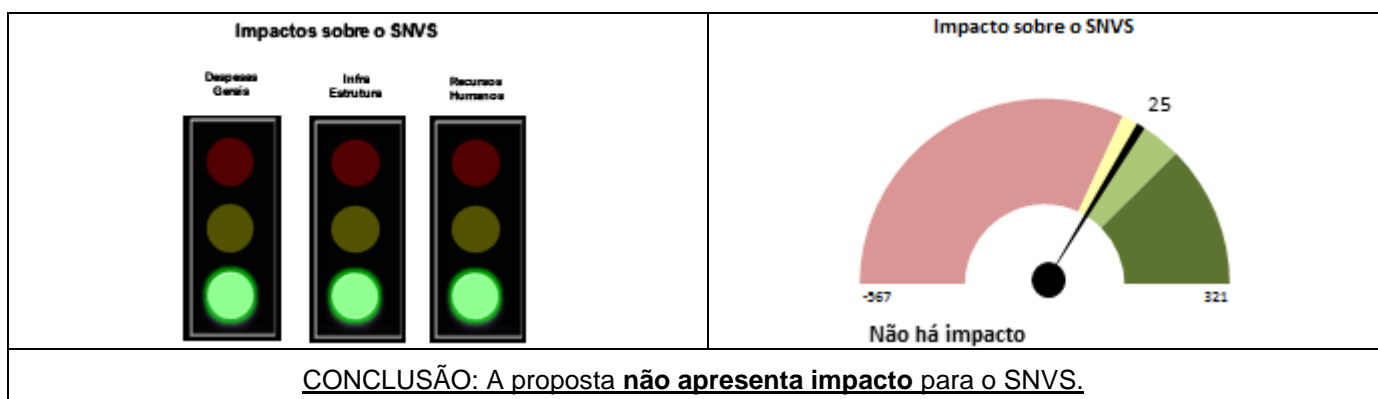 Impactos sobre o SNVS
Despesas
Gerais
Infra
Estrutura
Recursos
Humanos
Impacto sobre o SNVS
25
-567
321
Não há impacto
CONCLUSÃO: A proposta não apresenta impacto para o SNVS.